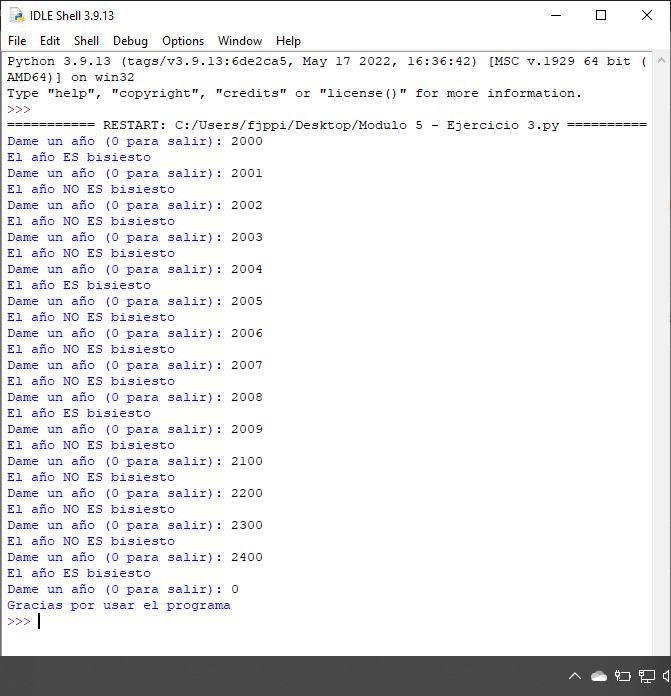 IDLE Shell 3.9.13
File Edit Shell Debug Options Window Help
Python 3.9.13 (tags/v3.9.13:6de2ca5, May 17 2022, 16:36:42) [MSC v.1929 64 bit (
AMD64)] on win32
Type "help", "copyright", "credits" or "license()" for more information.
>>>
=========== RESTART: C:/Users/fjppi/Desktop/Modulo 5 - Ejercicio 3.py ==========
Dame un año (0 para salir): 2000
El año ES bisiesto
Dame un año (0 para salir): 2001
El año NO ES bisiesto
Dame un año (0 para salir): 2002
El año NO ES bisiesto
Dame un año (0 para salir): 2003
El año NO ES bisiesto
Dame un año (0 para salir): 2004
El año ES bisiesto
Dame un año (0 para salir): 2005
El año NO ES bisiesto
Dame un año (0 para salir): 2006
El año NO ES bisiesto
Dame un año (0 para salir): 2007
El año NO ES bisiesto
Dame un año (0 para salir): 2008
El año ES bisiesto
Dame un año (0 para salir): 2009
El año NO ES bisiesto
Dame un año (0 para salir): 2100
El año NO ES bisiesto
Dame un año (0 para salir): 2200
El año NO ES bisiesto
Dame un año (0 para salir): 2300
El año NO ES bisiesto
Dame un año (0 para salir): 2400
El año ES bisiesto
Dame un año (0 para salir): 0
Gracias por usar el programa
>>>